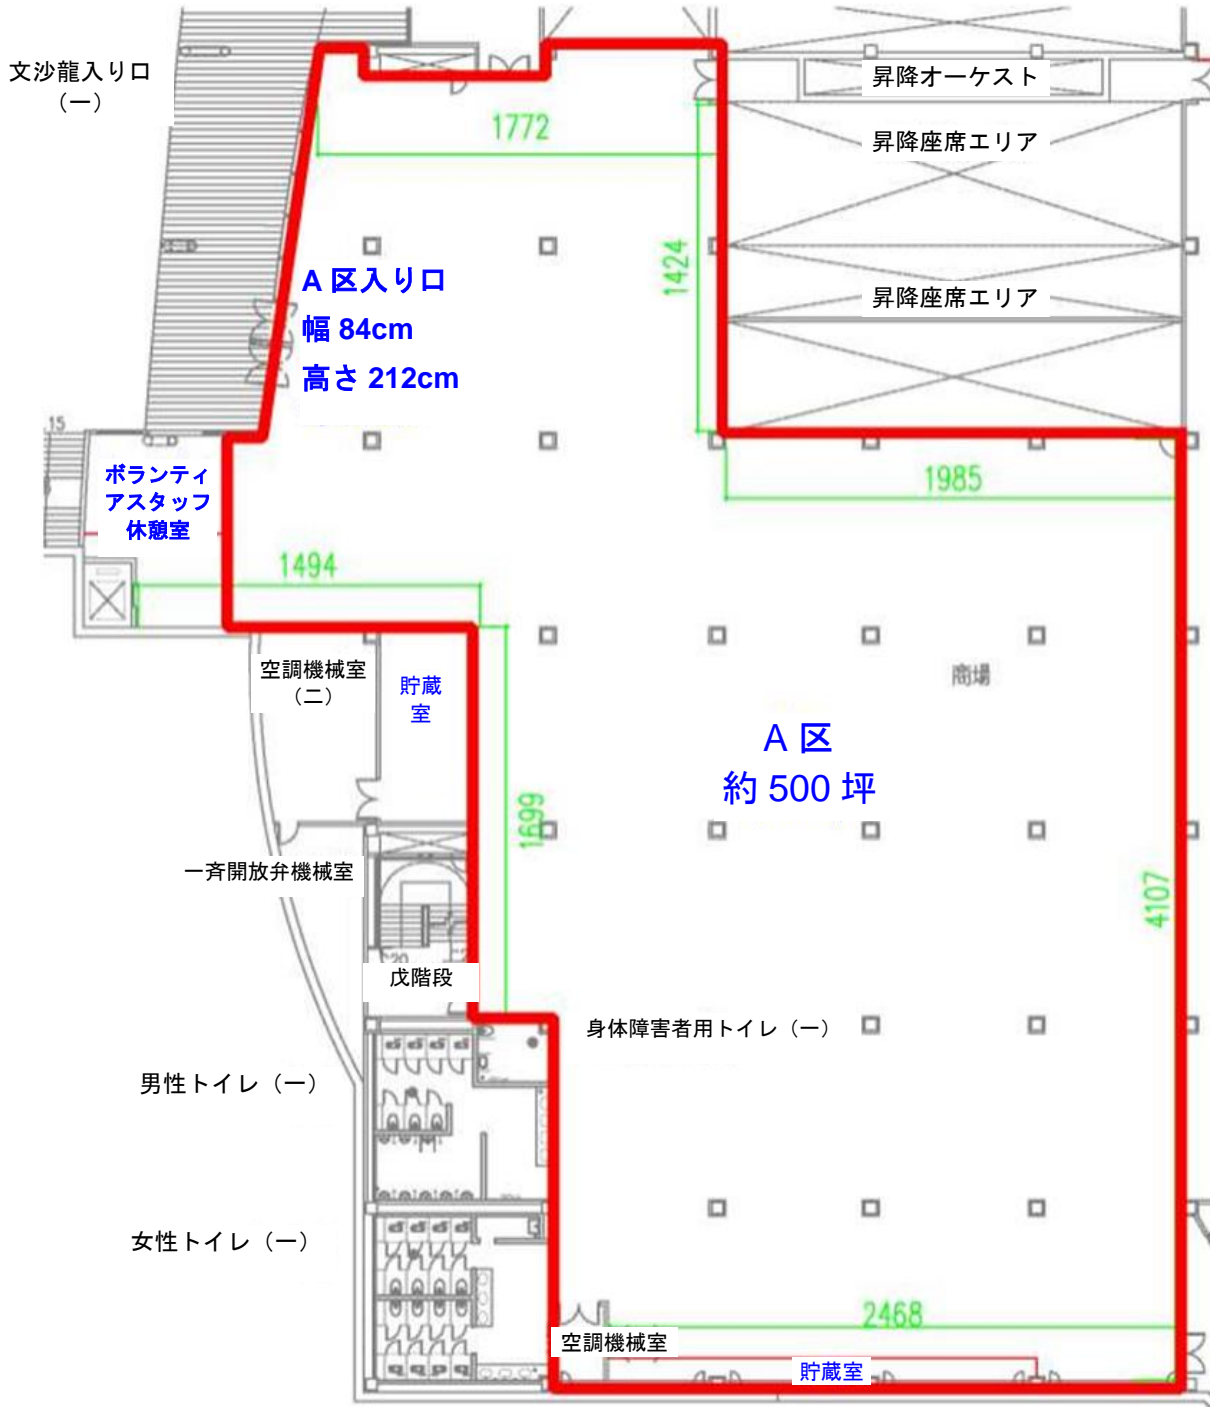 文沙龍入り口
（一）
昇降オーケスト
1772
昇降座席エリア
1424
A 区入り口
幅 84cm
高さ 212cm
昇降座席エリア
15
ボランティ
アスタッフ
休憩室
1985
1494
空調機械室
（二）
貯蔵
室
商場
A 区
約 500 坪
1699
一斉開放弁機械室
4107
戊階段
身体障害者用トイレ（一）
男性トイレ（一）
女性トイレ（一）
2468
空調機械室
貯蔵室